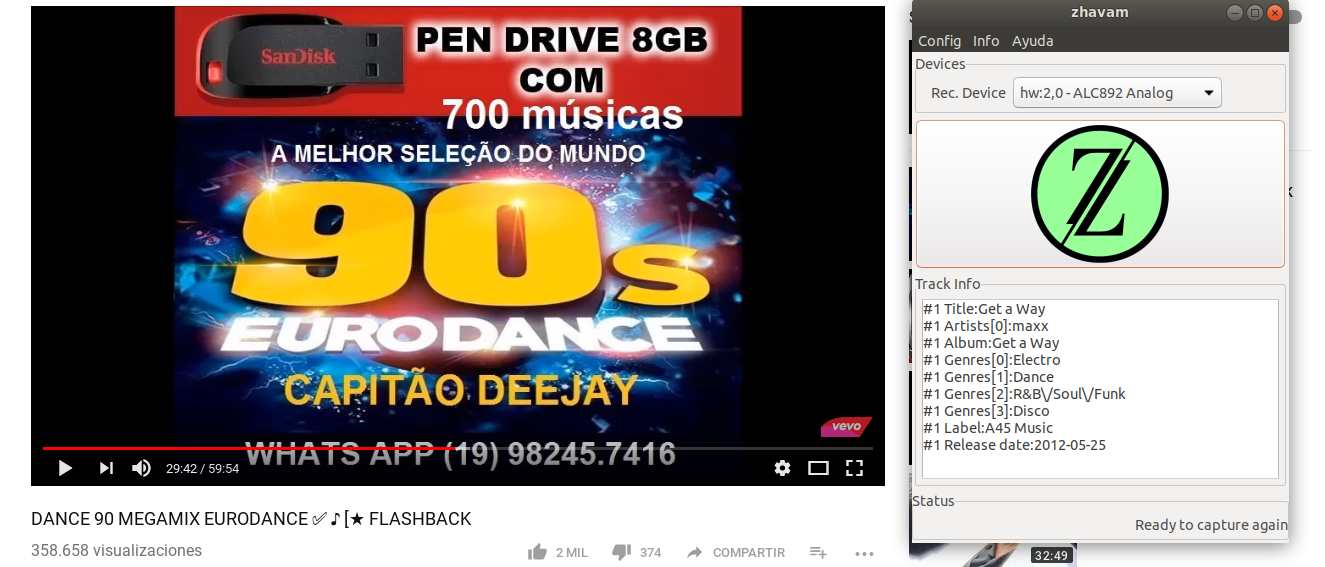 SanDisk
PEN DRIVE 8GB
COM
700 músicas
A MELHOR SELEÇÃO DO MUNDO
90s
EURODANCE
CAPITÃO DEEJAY
vevo
WHATS APP (19) 98245.7416
29:42 / 59:54
DANCE 90 MEGAMIX EURODANCE ✅ ♪ [★ FLASHBACK
358.658 visualizaciones
2 MIL
374
COMPARTIR
zhavam
Config Info Ayuda
Devices
Rec. Device hw:2,0 - ALC892 Analog
Z
Track Info
#1 Title:Get a Way
#1 Artists[0]:maxx
#1 Album:Get a Way
#1 Genres[0]:Electro
#1 Genres[1]:Dance
#1 Genres[2]:R&B\/Soul\/Funk
#1 Genres[3]:Disco
#1 Label:A45 Music
#1 Release date:2012-05-25
Status
Ready to capture again
32:49